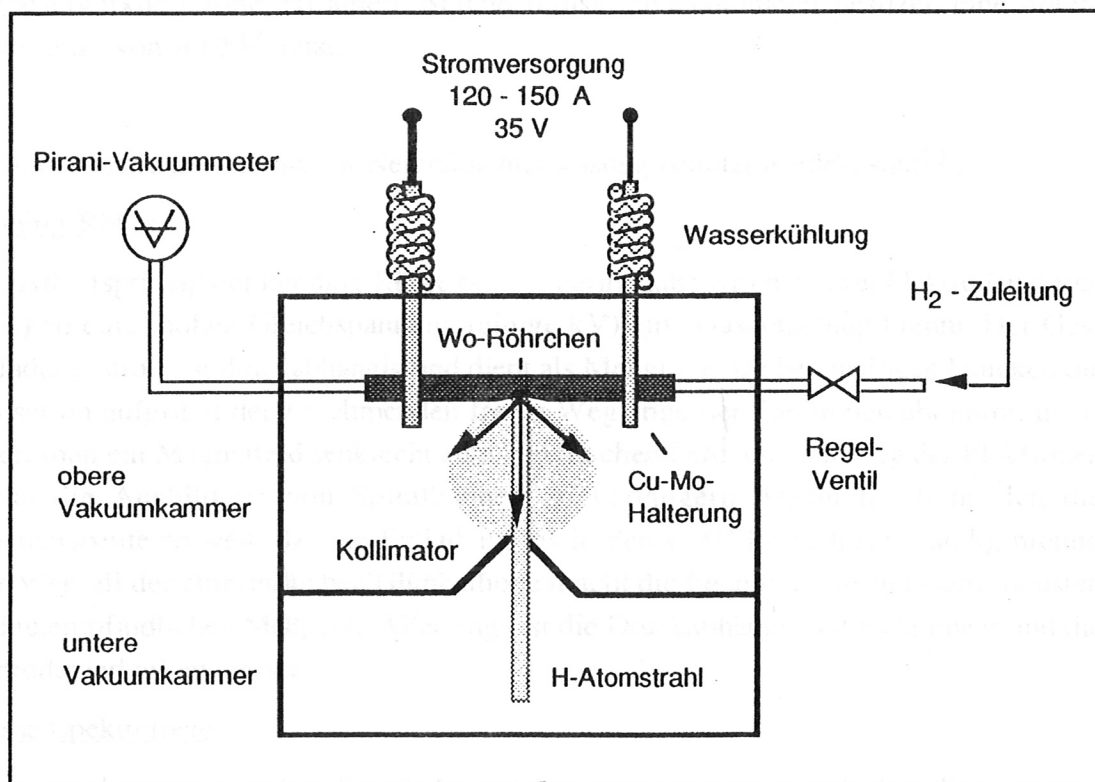 Stromversorgung
120 - 150 A
35 V
Pirani-Vakuummeter
Wasserkühlung
H2 - Zuleitung
Wo-Röhrchen
Regel-
Ventil
obere
Vakuumkammer
Cu-Mo-
Halterung
Kollimator
untere
Vakuumkammer
H-Atomstrahl